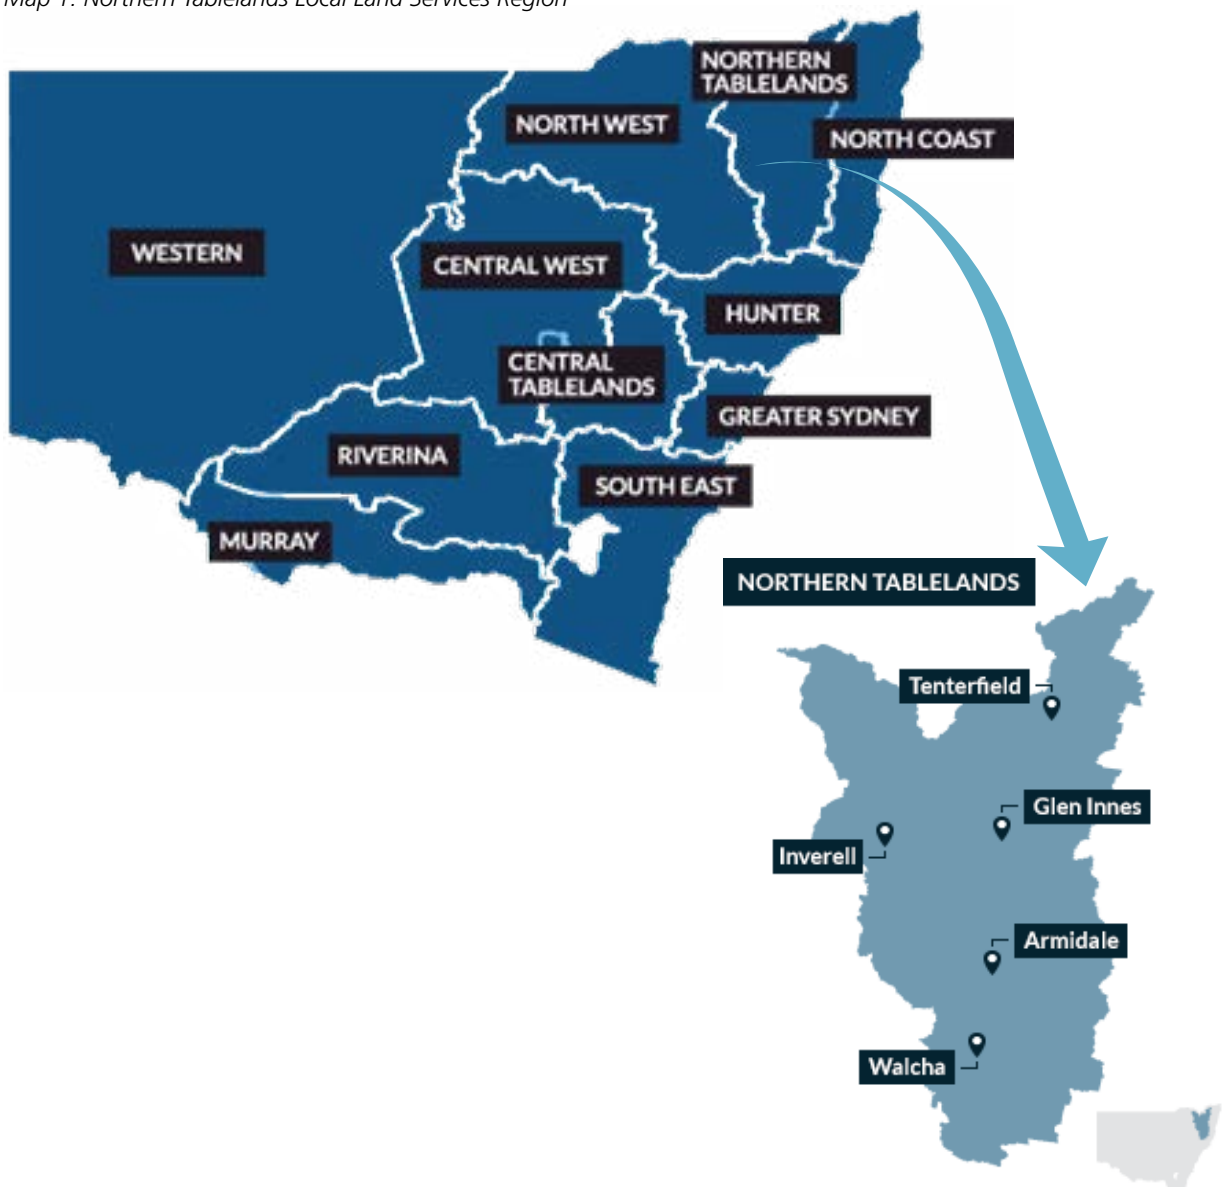 Map 1: Northern Tablelands Local Land Services Region
NORTHERN
TABLELANDS
NORTH WEST
NORTH COAST
WESTERN
CENTRAL WEST
HUNTER
CENTRAL
TABLELANDS
GREATER SYDNEY
RIVERINA
SOUTH EAST
MURRAY
NORTHERN TABLELANDS
Tenterfield
Glen Innes
Inverell
Armidale
Walcha